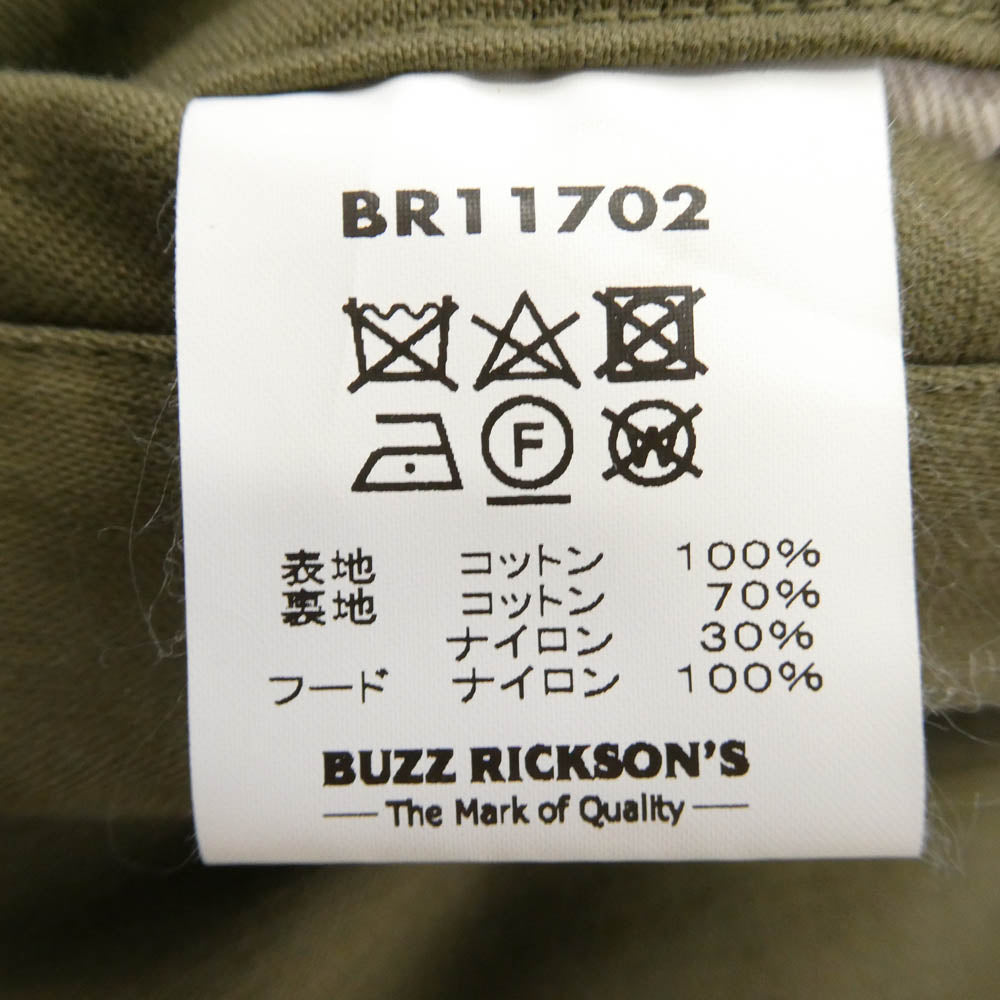 BR11702
F
W
表地 コットン 100%
裏地 コットン 70%
ナイロン 30%
フード ナイロン 100%
BUZZ RICKSON'S
The Mark of Quality